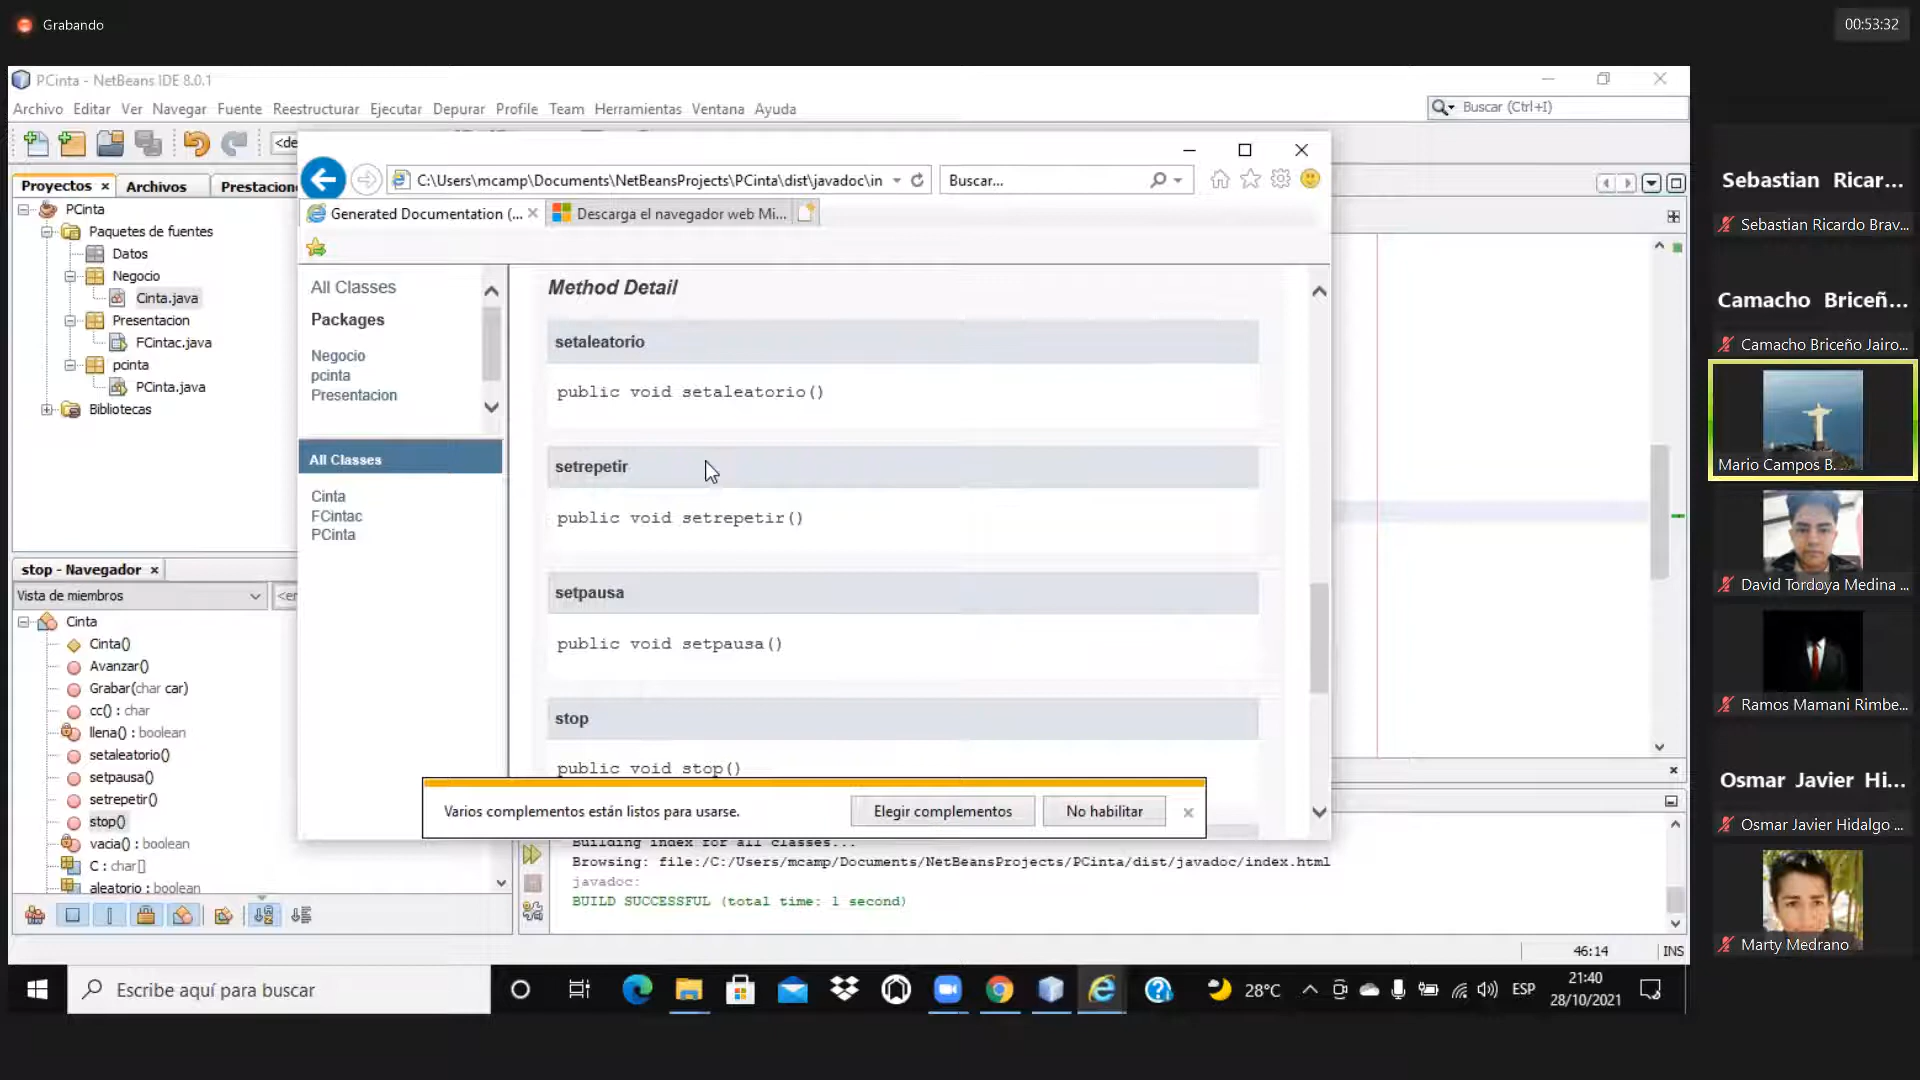 Grabando
00:53:32
PCinta - NetBeans IDE 8.0.1
Archivo Editar Ver Navegar Fuente Reestructurar Ejecutar Depurar Profile Team Herramientas Ventana Ayuda
Buscar (Ctrl+I)
<de
Proyectos × Archivos Prestacion
PCinta
Paquetes de fuentes
Datos
Negocio
Cinta.java
Presentacion
FCintac.java
pcinta
PCinta.java
Bibliotecas
stop - Navegador ×
Vista de miembros
Cinta
Cinta()
Avanzar()
Grabar(char car)
cc() : char
llena() : boolean
setaleatorio()
setpausa()
setrepetir()
stop()
vacia() : boolean
C : char[]
aleatorio : boolean
C:\Users\mcamp\Documents\NetBeansProjects\PCinta\dist\javadoc\in
Buscar...
Generated Documentation (...
Descarga el navegador web Mi...
All Classes
Packages
Negocio
pcinta
Presentacion
All Classes
Cinta
FCintac
PCinta
Method Detail
setaleatorio
public void setaleatorio()
setrepetir
public void setrepetir()
setpausa
public void setpausa()
stop
public void stop()
Varios complementos están listos para usarse.
Elegir complementos
No habilitar
Building index for all classes...
Browsing: file:/C:/Users/mcamp/Documents/NetBeansProjects/PCinta/dist/javadoc/index.html
javadoc:
BUILD SUCCESSFUL (total time: 1 second)
46:14
INS
Escribe aquí para buscar
28°C
ESP
21:40
28/10/2021
Sebastian Ricar...
Sebastian Ricardo Brav...
Camacho Briceñ...
Camacho Briceño Jairo...
Mario Campos B.
David Tordoya Medina ...
Ramos Mamani Rimbe...
Osmar Javier Hi...
Osmar Javier Hidalgo ...
Marty Medrano